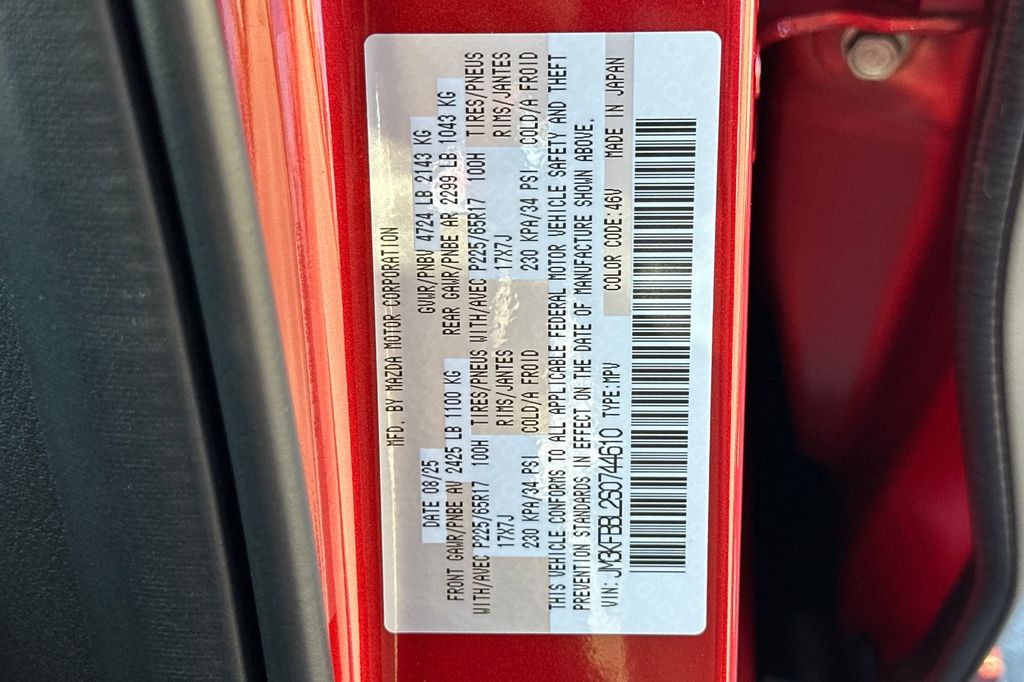 MFD. BY MAZDA MOTOR CORPORATION
DATE 08/25 GVWR/PNBV 4724 LB 2143 KG
FRONT GAWR/PNBE AV 2425 LB 1100 KG REAR GAWR/PNBE AR 2299 LB 1043 KG
WITH/AVEC P225/65R17 100H TIRES/PNEUS WITH/AVEC P225/65R17 100H TIRES/PNEUS
17X7J RIMS/JANTES 17X7J RIMS/JANTES
230 KPA/34 PSI COLD/A FROID 230 KPA/34 PSI COLD/A FROID
THIS VEHICLE CONFORMS TO ALL APPLICABLE FEDERAL MOTOR VEHICLE SAFETY AND THEFT
PREVENTION STANDARDS IN EFFECT ON THE DATE OF MANUFACTURE SHOWN ABOVE.
VIN: JM3KFBBL2S0744610 TYPE:MPV COLOR CODE:46V MADE IN JAPAN